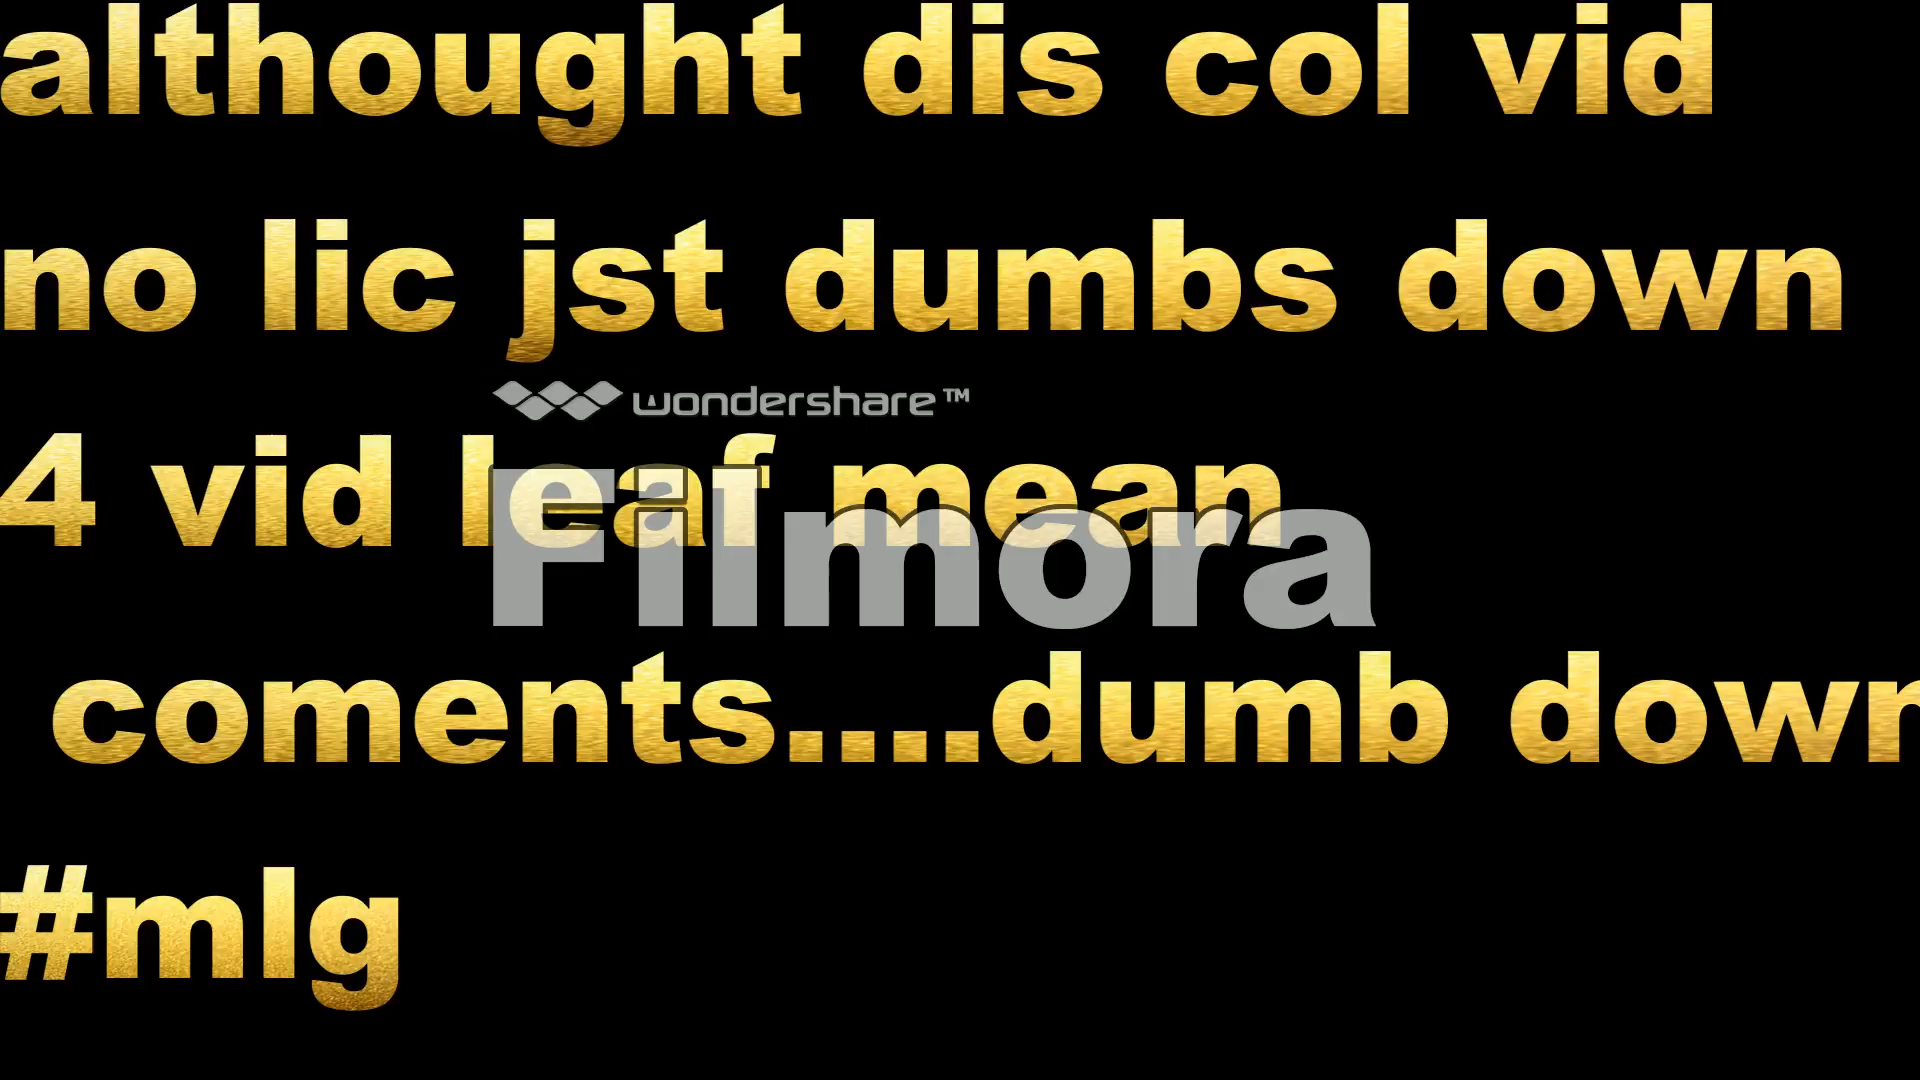 althought dis col vid
no lic jst dumbs down
wondershare™
4 vid leaf mean
Filmora
coments....dumb down
#mlg